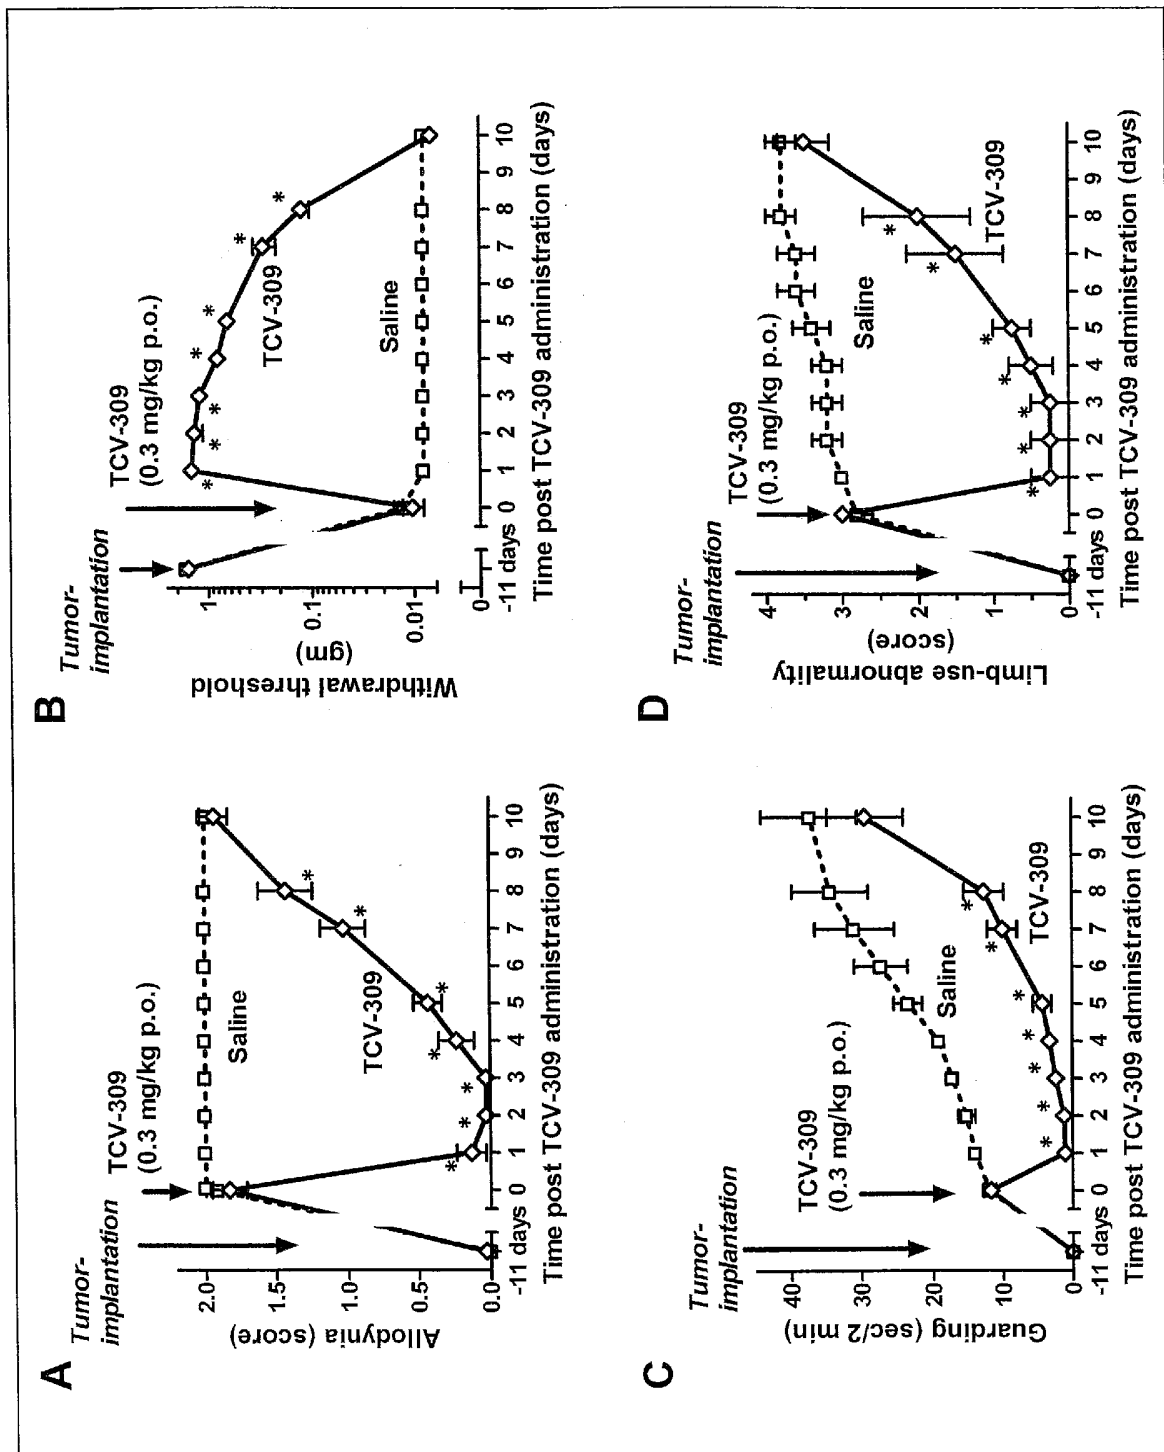 A
Tumor-
implantation
TCV-309
(0.3 mg/kg p.o.)
Allodynia (score)
2.0
1.5
1.0
0.5
0.0
Saline
TCV-309
*
*
*
*
*
*
*
-11 days
0
1
2
3
4
5
6
7
8
9
10
Time post TCV-309 administration (days)
B
Tumor-
implantation
TCV-309
(0.3 mg/kg p.o.)
Withdrawal threshold
(gm)
1
0.1
0.01
0
TCV-309
Saline
*
*
*
*
*
*
*
-11 days
0
1
2
3
4
5
6
7
8
9
10
Time post TCV-309 administration (days)
C
Tumor-
implantation
TCV-309
(0.3 mg/kg p.o.)
Guarding (sec/2 min)
40
30
20
10
0
Saline
TCV-309
*
*
*
*
*
*
*
-11 days
0
1
2
3
4
5
6
7
8
9
10
Time post TCV-309 administration (days)
D
Tumor-
implantation
TCV-309
(0.3 mg/kg p.o.)
Limb-use abnormality
(score)
4
3
2
1
0
Saline
TCV-309
*
*
*
*
*
*
*
-11 days
0
1
2
3
4
5
6
7
8
9
10
Time post TCV-309 administration (days)